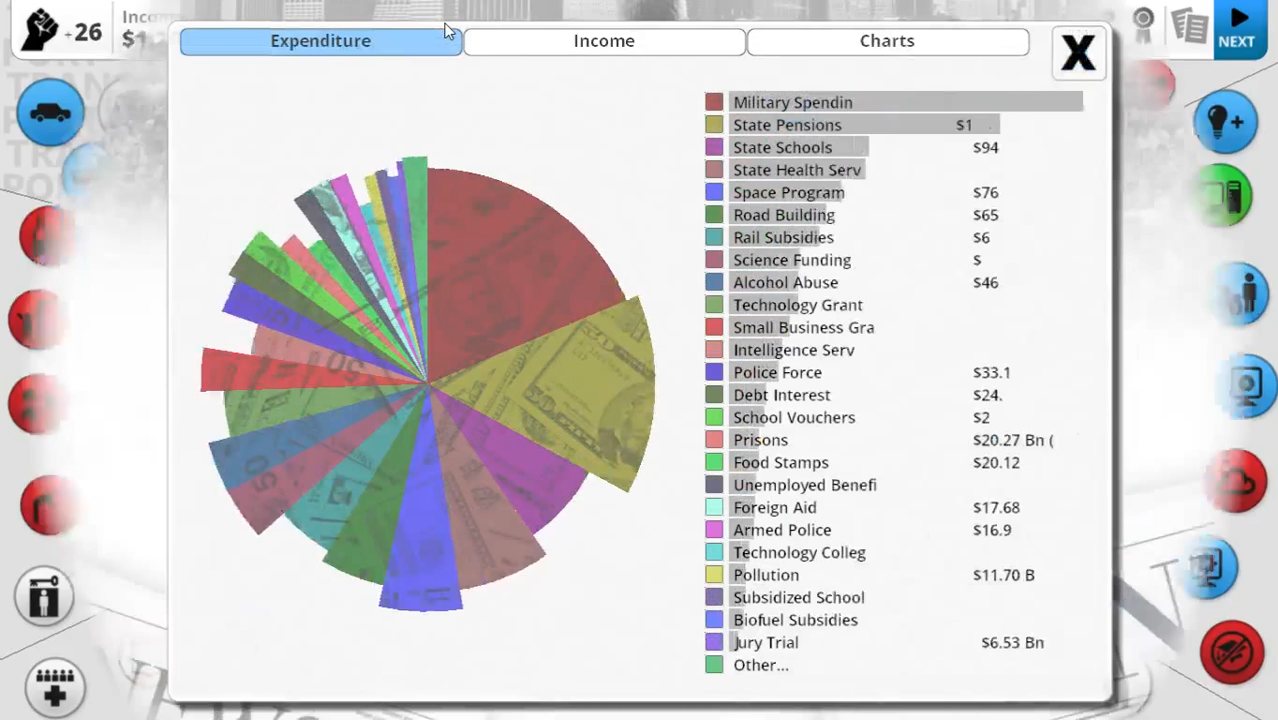 +26
Inco
$1
Expenditure
Income
Charts
X
NEXT
Military Spendin
State Pensions $1
State Schools $94
State Health Serv
Space Program $76
Road Building $65
Rail Subsidies $6
Science Funding $
Alcohol Abuse $46
Technology Grant
Small Business Gra
Intelligence Serv
Police Force $33.1
Debt Interest $24.
School Vouchers $2
Prisons $20.27 Bn (
Food Stamps $20.12
Unemployed Benefi
Foreign Aid $17.68
Armed Police $16.9
Technology Colleg
Pollution $11.70 B
Subsidized School
Biofuel Subsidies
Jury Trial $6.53 Bn
Other...